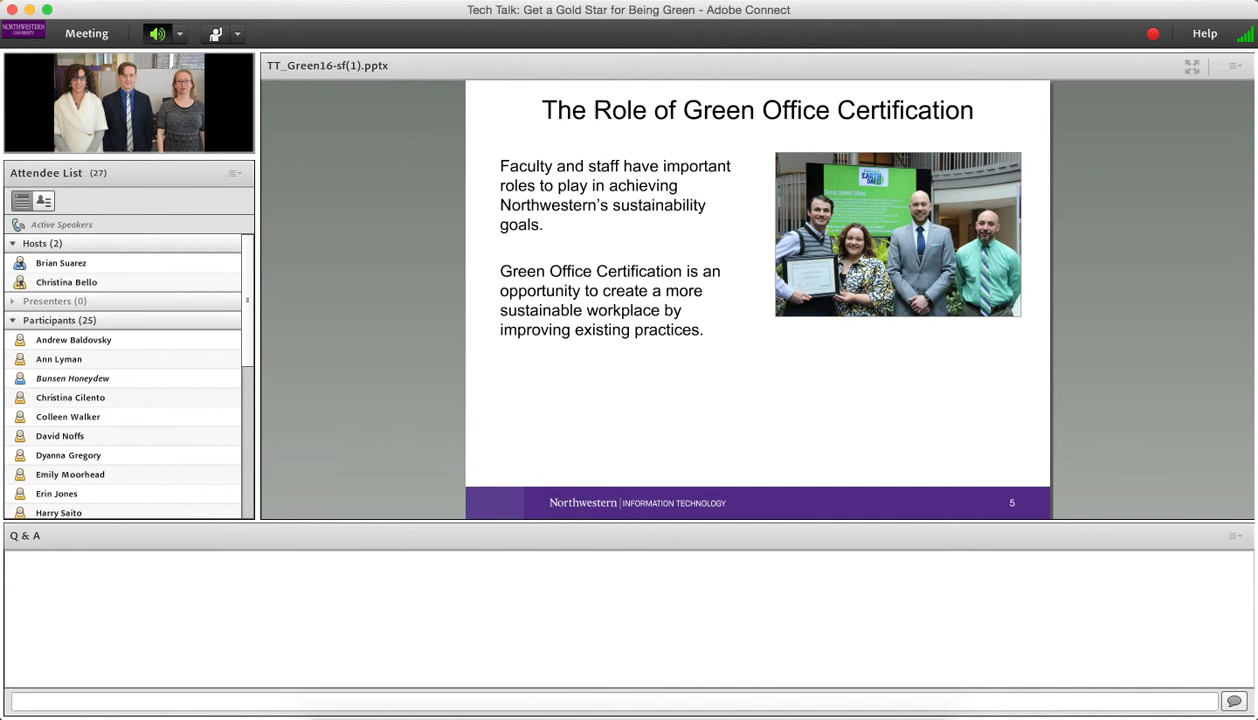 Tech Talk: Get a Gold Star for Being Green - Adobe Connect
NORTHWESTERN
UNIVERSITY
Meeting
Help
TT_Green16-sf(1).pptx
Attendee List (27)
Active Speakers
Hosts (2)
Brian Suarez
Christina Bello
Presenters (0)
Participants (25)
Andrew Baldovsky
Ann Lyman
Bunsen Honeydew
Christina Cilento
Colleen Walker
David Noffs
Dyanna Gregory
Emily Moorhead
Erin Jones
Harry Saito
The Role of Green Office Certification
Faculty and staff have important
roles to play in achieving
Northwestern's sustainability
goals.
Green Office Certification is an
opportunity to create a more
sustainable workplace by
improving existing practices.
EARTH
DAY
Northwestern | INFORMATION TECHNOLOGY
5
Q & A